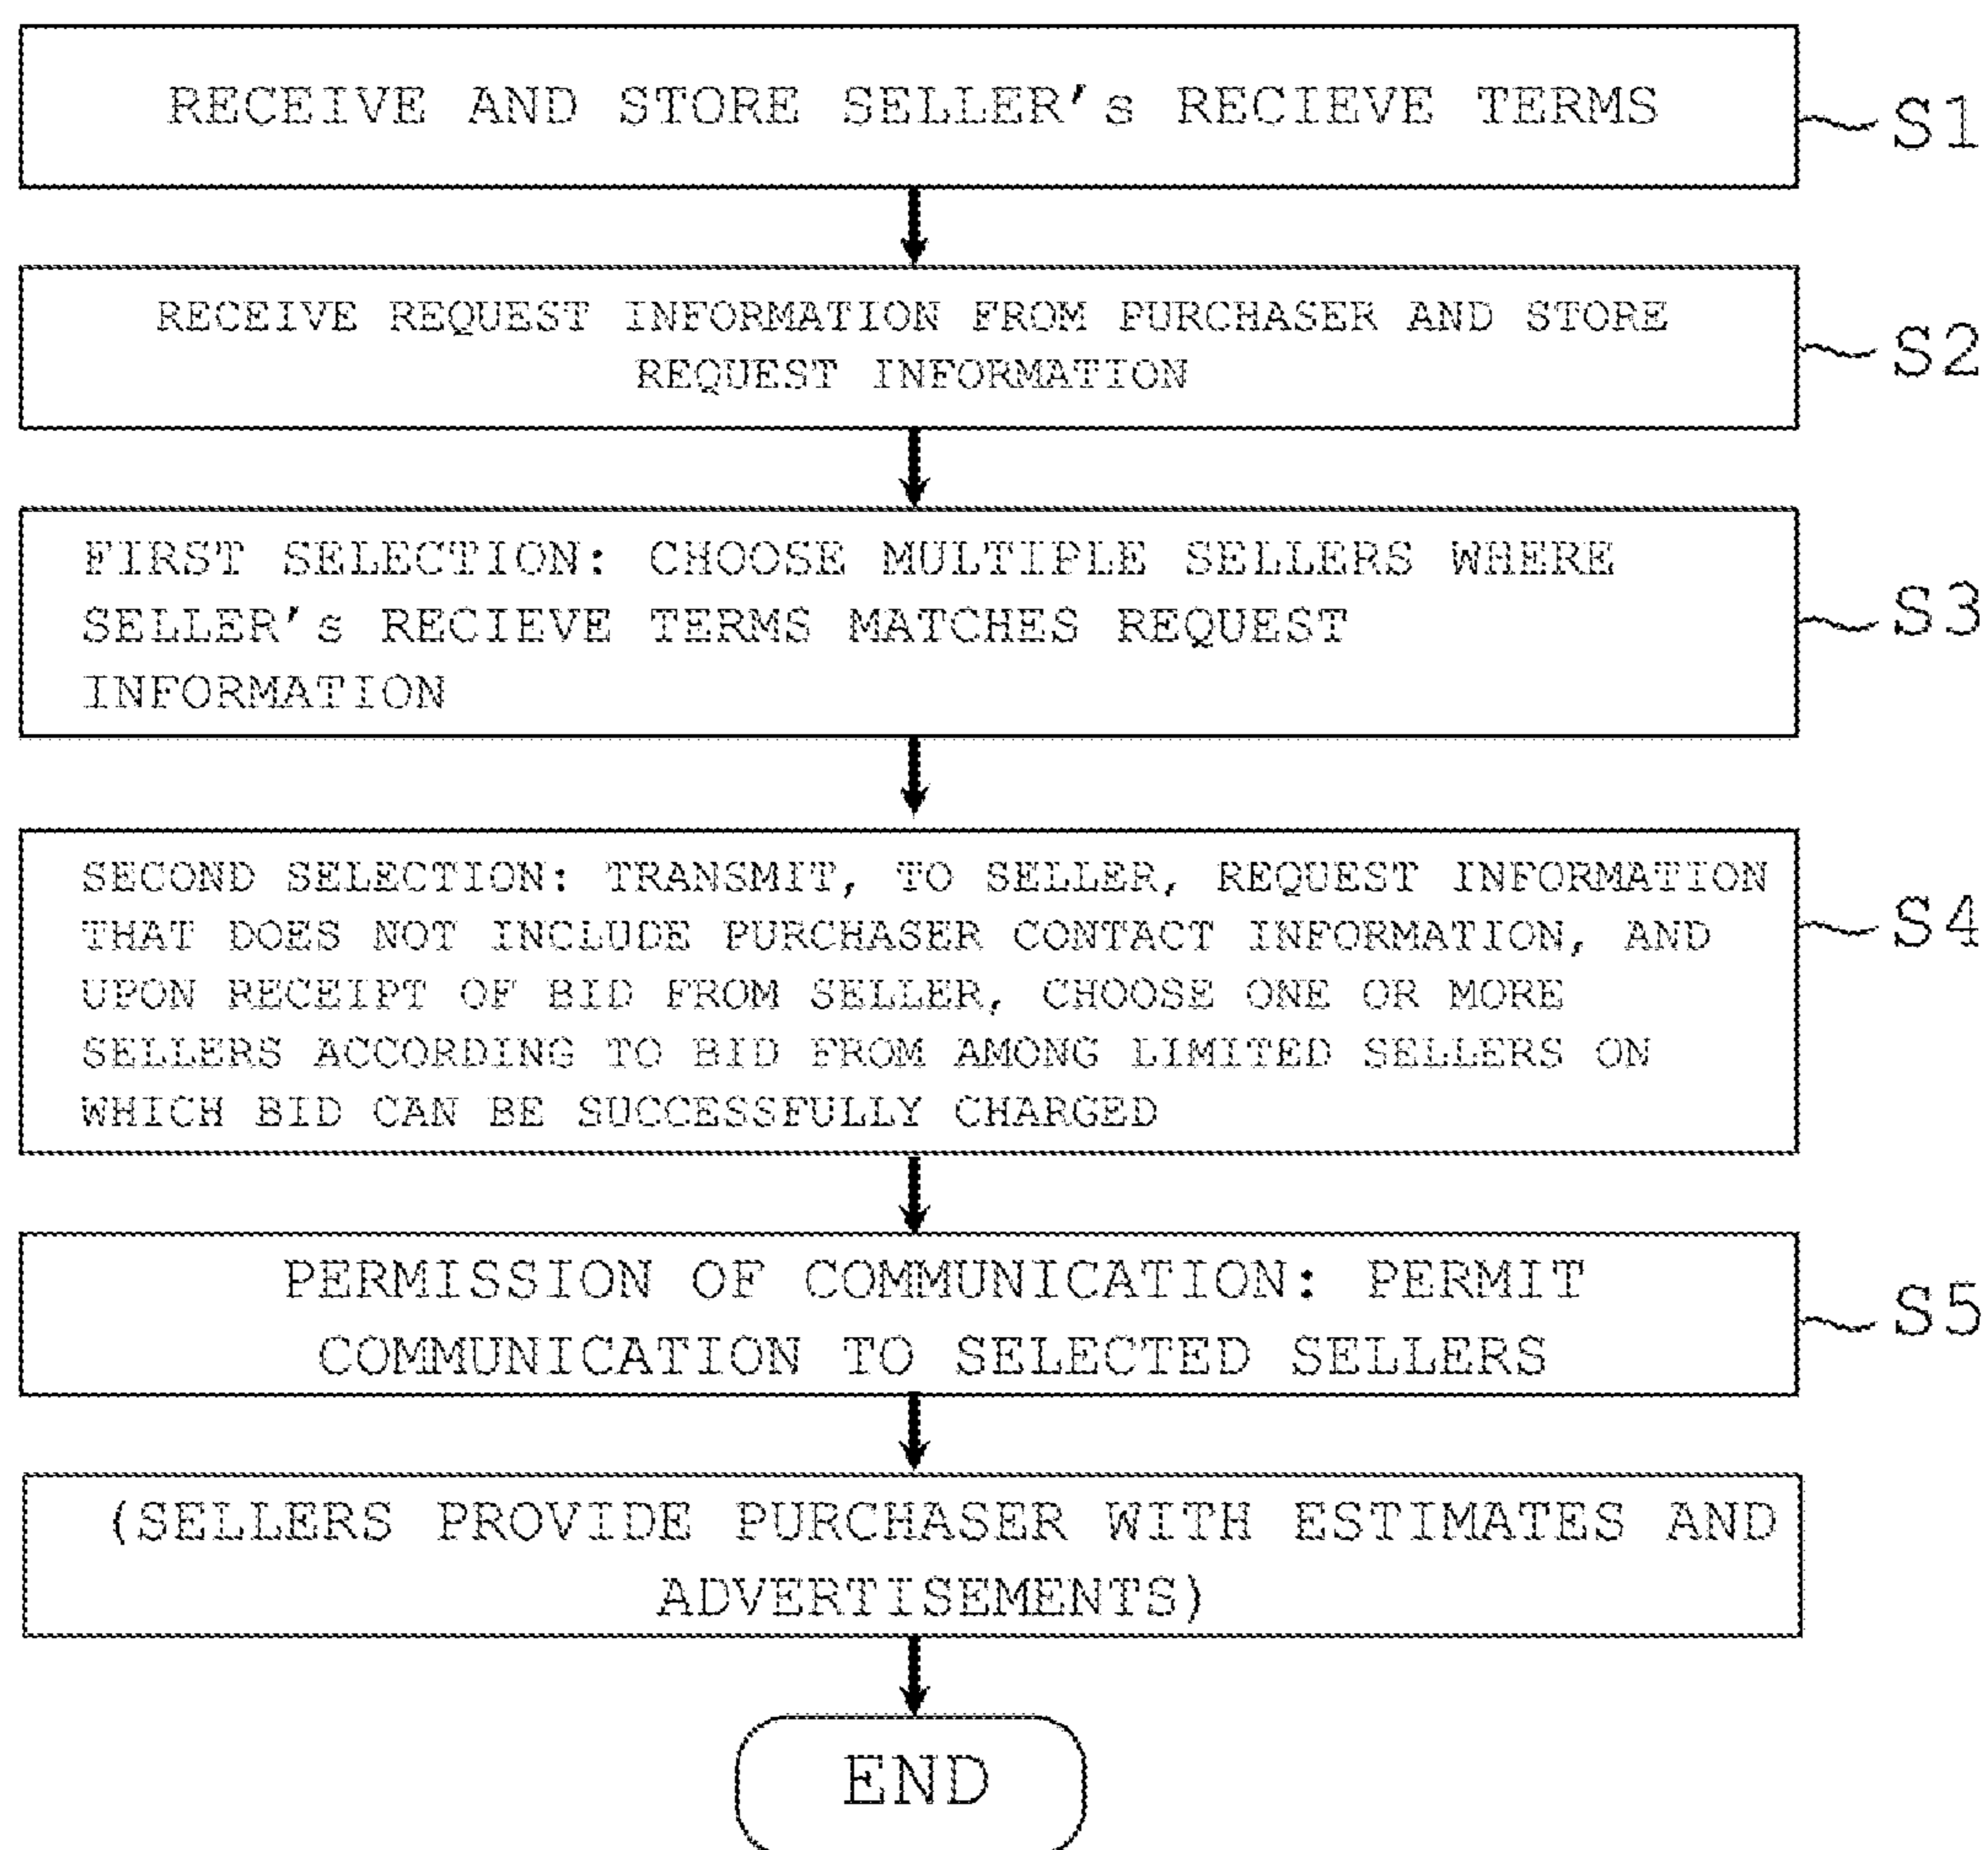 RECEIVE AND STORE SELLER's RECIEVE TERMS
S1
RECEIVE REQUEST INFORMATION FROM PURCHASER AND STORE
REQUEST INFORMATION
S2
FIRST SELECTION: CHOOSE MULTIPLE SELLERS WHERE
SELLER's RECIEVE TERMS MATCHES REQUEST
INFORMATION
S3
SECOND SELECTION: TRANSMIT, TO SELLER, REQUEST INFORMATION
THAT DOES NOT INCLUDE PURCHASER CONTACT INFORMATION, AND
UPON RECEIPT OF BID FROM SELLER, CHOOSE ONE OR MORE
SELLERS ACCORDING TO BID FROM AMONG LIMITED SELLERS ON
WHICH BID CAN BE SUCCESSFULLY CHARGED
S4
PERMISSION OF COMMUNICATION: PERMIT
COMMUNICATION TO SELECTED SELLERS
S5
(SELLERS PROVIDE PURCHASER WITH ESTIMATES AND
ADVERTISEMENTS)
END